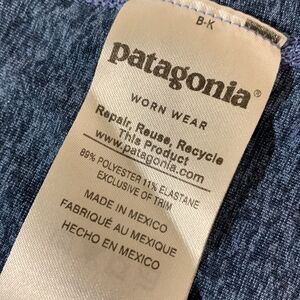 B-K
patagonia®
WORN WEAR
Repair, Reuse, Recycle
This Product
www.patagonia.com
89% POLYESTER 11% ELASTANE
EXCLUSIVE OF TRIM
MADE IN MEXICO
FABRIQUÉ AU MEXIQUE
HECHO EN MEXICO